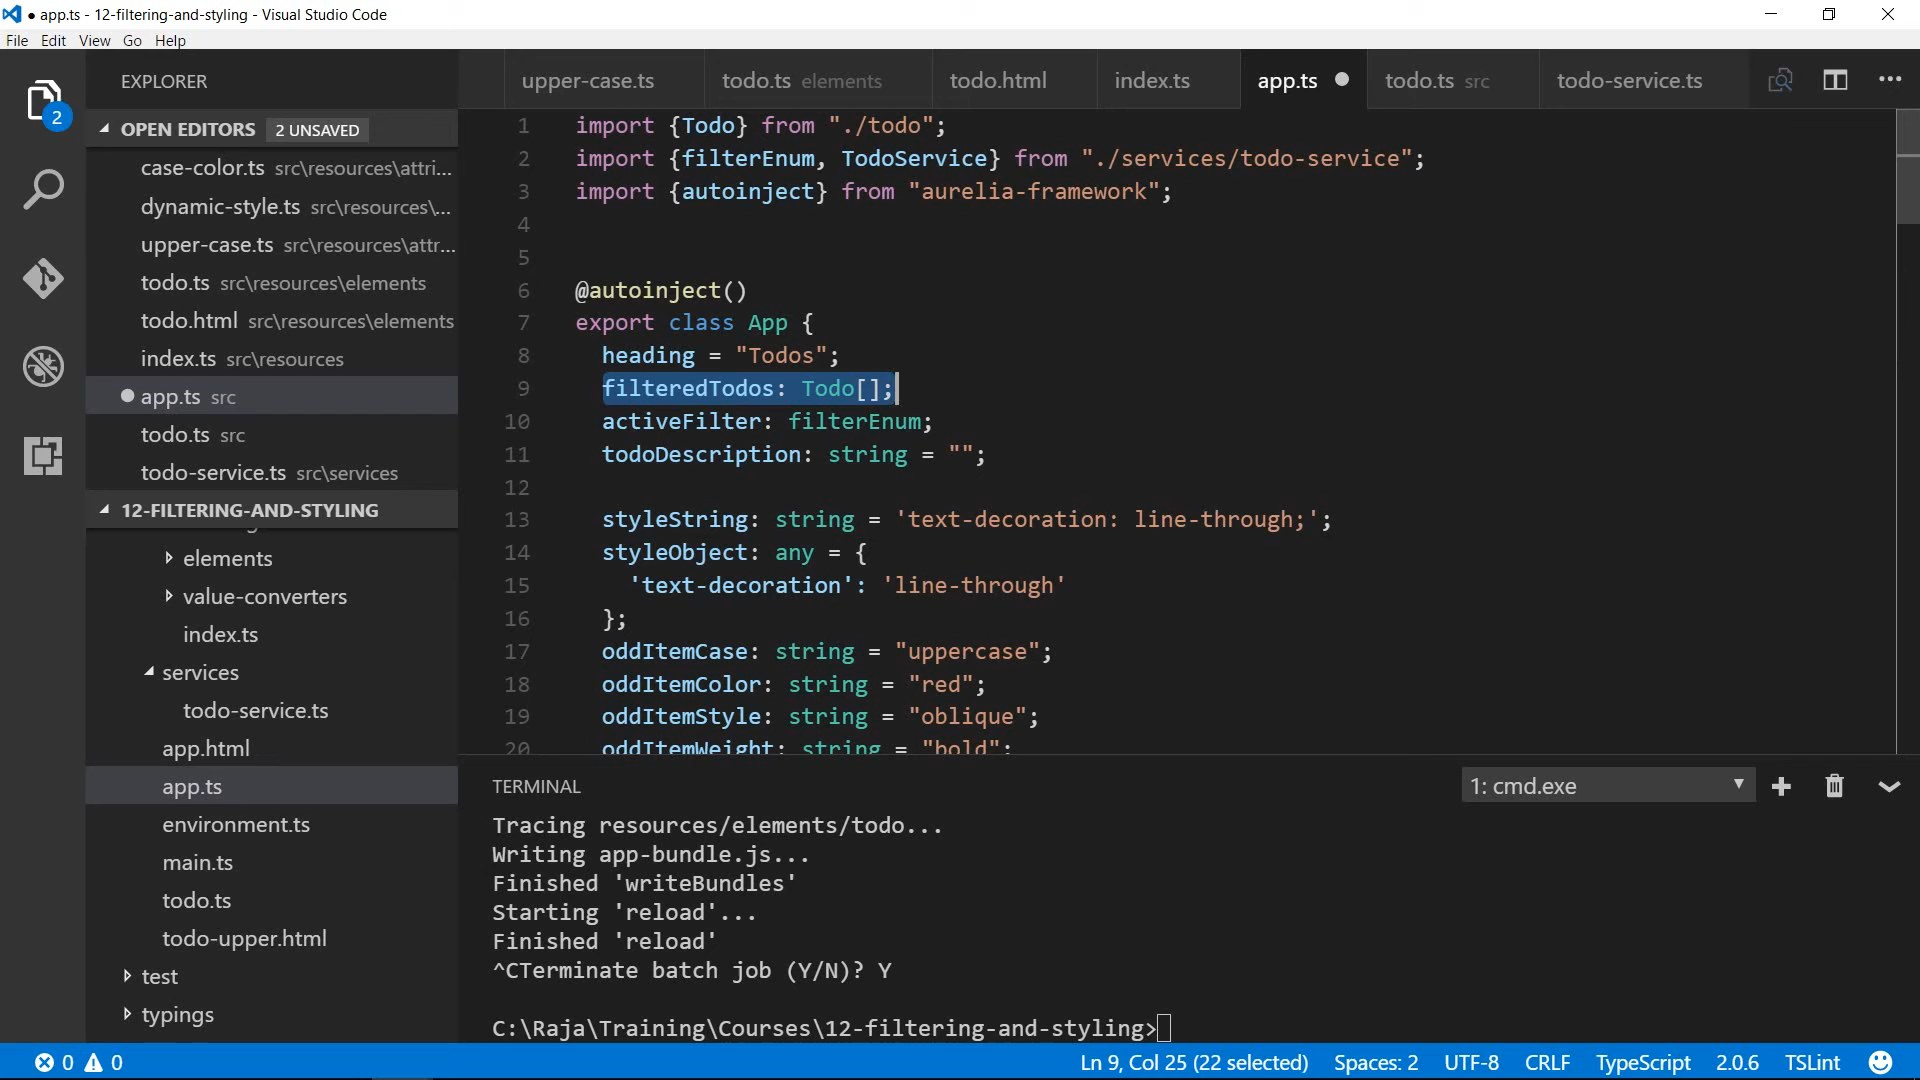 ● app.ts - 12-filtering-and-styling - Visual Studio Code
File Edit View Go Help
EXPLORER
2
OPEN EDITORS 2 UNSAVED
case-color.ts src\resources\attri...
dynamic-style.ts src\resources\...
upper-case.ts src\resources\attr...
todo.ts src\resources\elements
todo.html src\resources\elements
index.ts src\resources
app.ts src
todo.ts src
todo-service.ts src\services
12-FILTERING-AND-STYLING
elements
value-converters
index.ts
services
todo-service.ts
app.html
app.ts
environment.ts
main.ts
todo.ts
todo-upper.html
test
typings
upper-case.ts todo.ts elements todo.html index.ts app.ts ● todo.ts src todo-service.ts
1 import {Todo} from "./todo";
2 import {filterEnum, TodoService} from "./services/todo-service";
3 import {autoinject} from "aurelia-framework";
4
5
6 @autoinject()
7 export class App {
8 heading = "Todos";
9 filteredTodos: Todo[];
10 activeFilter: filterEnum;
11 todoDescription: string = "";
12
13 styleString: string = 'text-decoration: line-through;';
14 styleObject: any = {
15 'text-decoration': 'line-through'
16 };
17 oddItemCase: string = "uppercase";
18 oddItemColor: string = "red";
19 oddItemStyle: string = "oblique";
20 oddItemWeight: string = "bold";
TERMINAL 1: cmd.exe
Tracing resources/elements/todo...
Writing app-bundle.js...
Finished 'writeBundles'
Starting 'reload'...
Finished 'reload'
^CTerminate batch job (Y/N)? Y
C:\Raja\Training\Courses\12-filtering-and-styling>
0 0 Ln 9, Col 25 (22 selected) Spaces: 2 UTF-8 CRLF TypeScript 2.0.6 TSLint